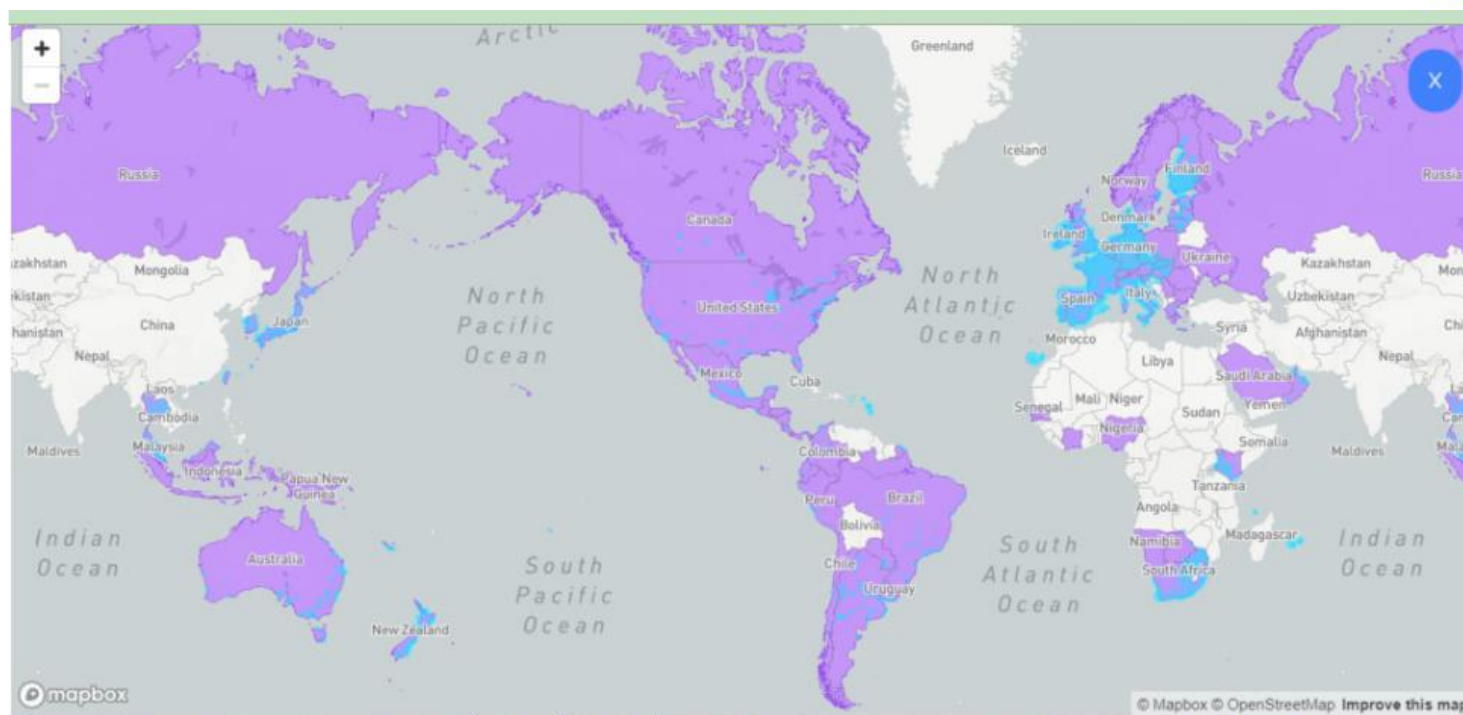 Arctic
Greenland
+
−
X
Iceland
Russia
Finland
Russia
Norway
Canada
Denmark
Ireland
Germany
Ukraine
Kazakhstan
Mongolia
North
Pacific
Ocean
North
Atlantic
Ocean
United States
Spain
Italy
Uzbekistan
Japan
China
Syria
Afghanistan
Morocco
Nepal
Libya
Nepal
Mexico
Cuba
Saudi Arabia
Laos
Mali
Niger
Senegal
Sudan
Yemen
Cambodia
Nigeria
Somalia
Maldives
Malaysia
Colombia
Maldives
Indonesia
Papua New
Guinea
Tanzania
Peru
Brazil
Angola
Bolivia
Madagascar
Indian
Ocean
Australia
South
Pacific
Ocean
Chile
South
Atlantic
Ocean
Namibia
South Africa
Indian
Ocean
Uruguay
New Zealand
mapbox
© Mapbox © OpenStreetMap Improve this map